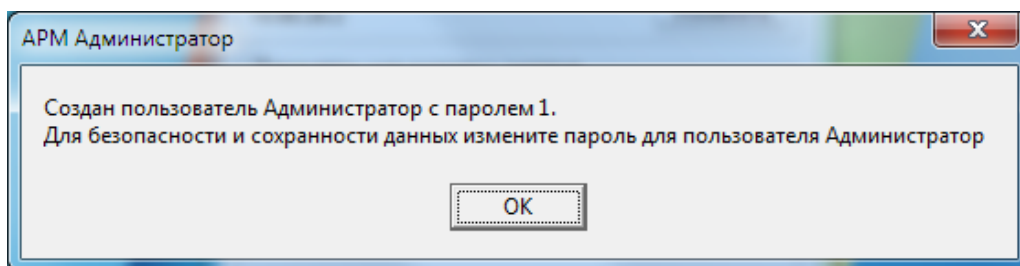 АРМ Администратор
Создан пользователь Администратор с паролем 1.
Для безопасности и сохранности данных измените пароль для пользователя Администратор
OK